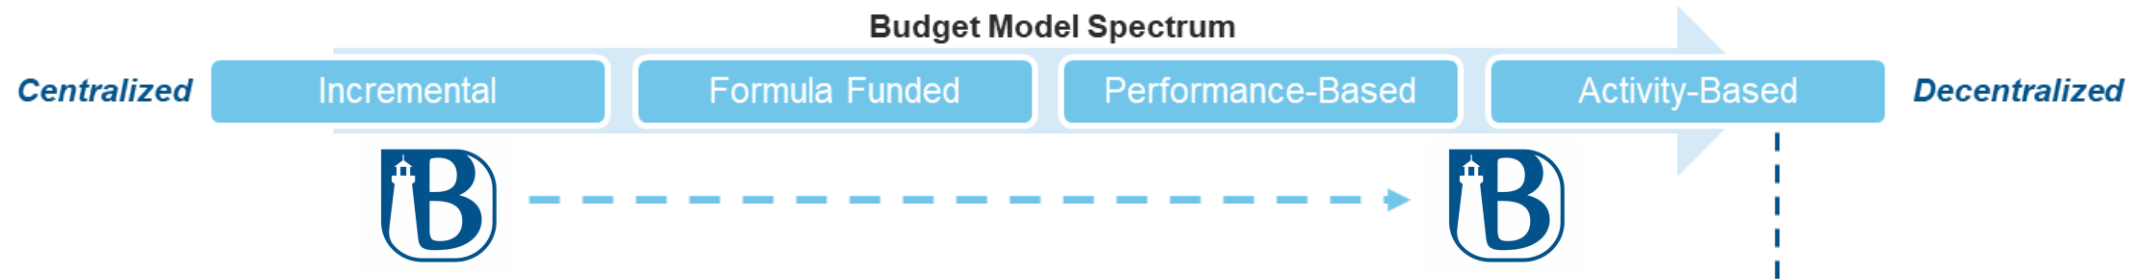 Budget Model Spectrum
Centralized
Incremental
Formula Funded
Performance-Based
Activity-Based
Decentralized
B
B